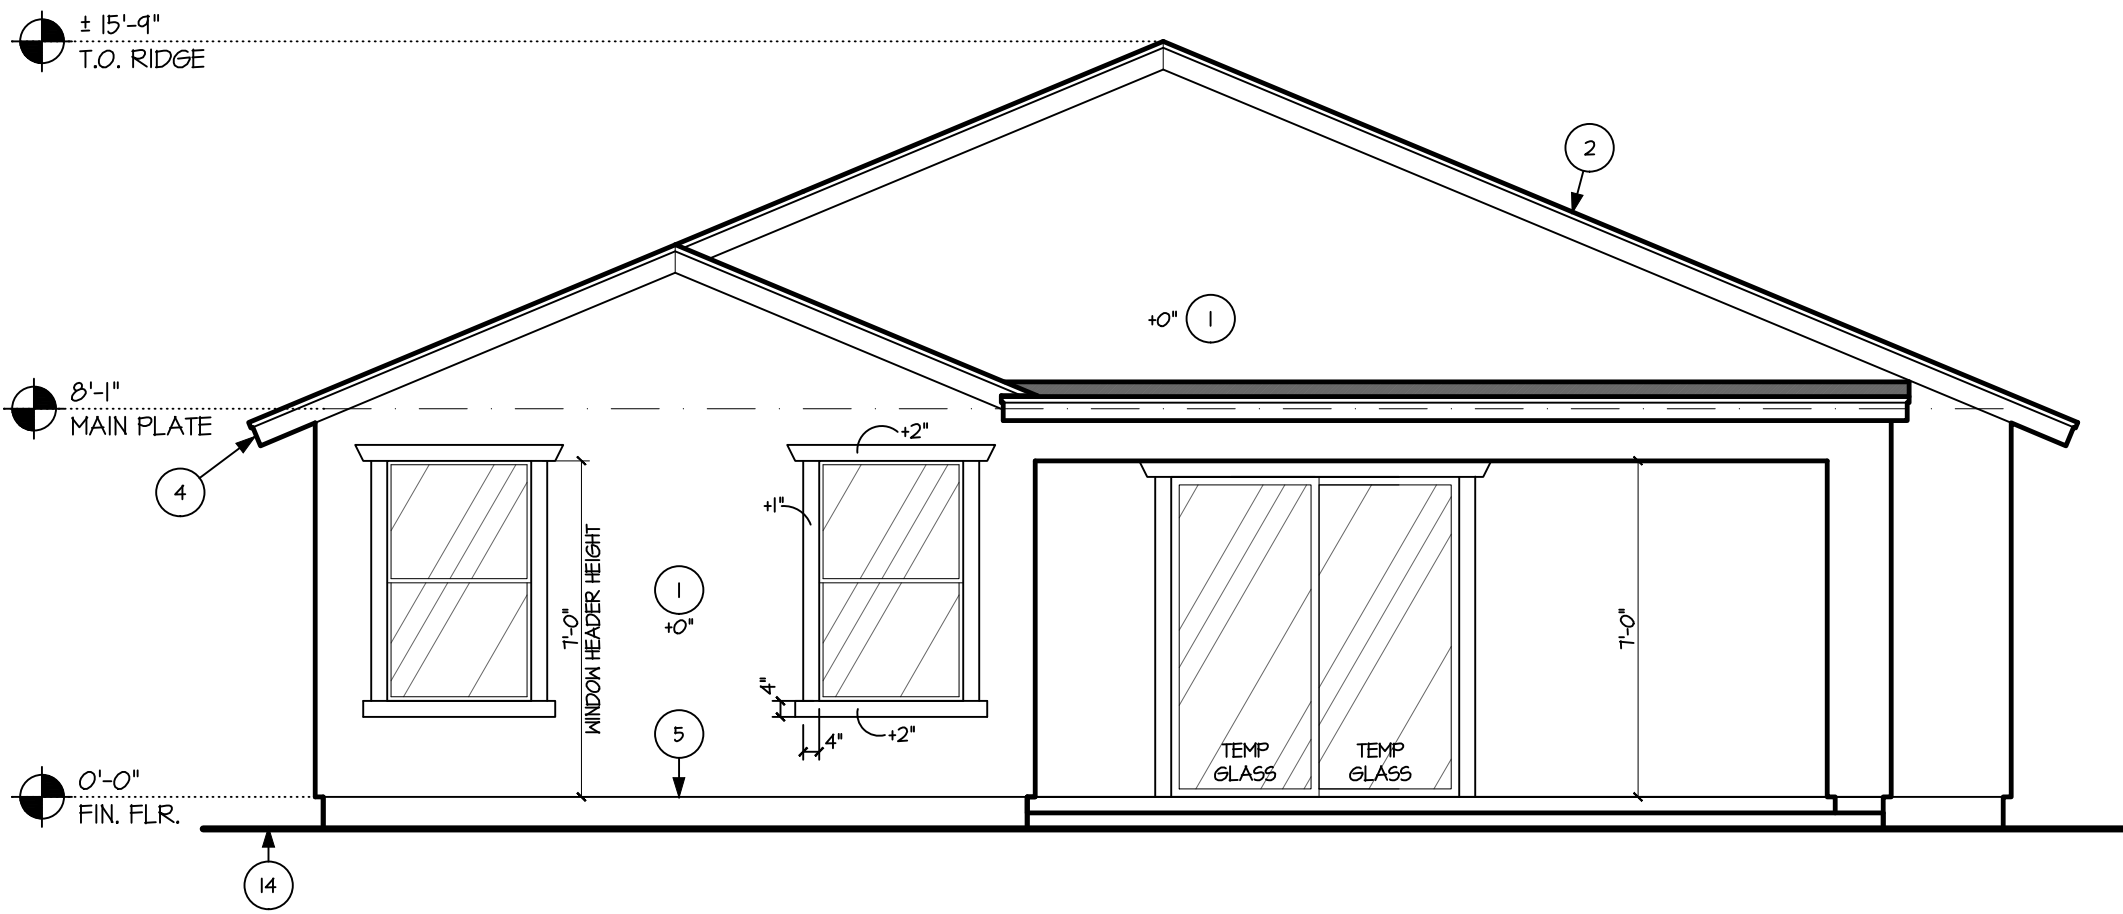 ± 15'-9"
T.O. RIDGE
2
+0" 1
8'-1"
MAIN PLATE
4
+2"
+1"
7'-0"
WINDOW HEADER HEIGHT
1
+0"
7'-0"
4"
5
4"
+2"
TEMP
GLASS
TEMP
GLASS
0'-0"
FIN. FLR.
14